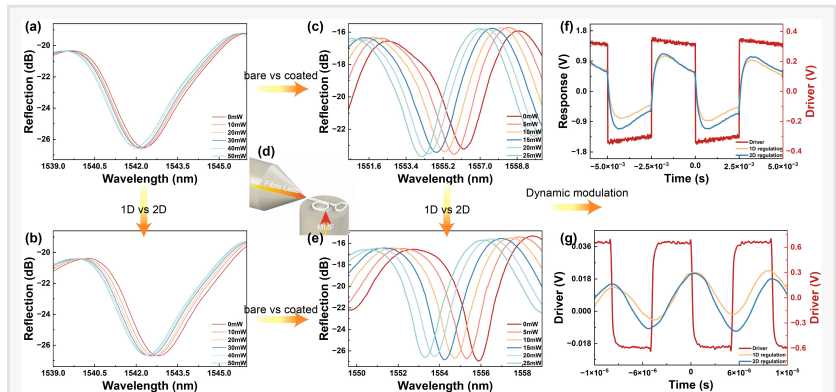 (a)
Reflection (dB)
−20
−22
−24
−26
1539.0
1540.5
1542.0
1543.5
1545.0
Wavelength (nm)
0mW
10mW
20mW
30mW
40mW
50mW
bare vs coated
(c)
Reflection (dB)
−16
−18
−20
−22
1551.6
1553.4
1555.2
1557.0
1558.8
Wavelength (nm)
0mW
5mW
10mW
15mW
20mW
25mW
(f)
Response (V)
1.8
0.9
0.0
−0.9
−1.8
Driver (V)
0.4
0.2
0.0
−0.2
−0.4
Driver
1D regulation
2D regulation
−5.0×10⁻³
−2.5×10⁻³
0.0
2.5×10⁻³
5.0×10⁻³
Time (s)
(d)
Fibre Lens
MMF
1D vs 2D
1D vs 2D
Dynamic modulation
(b)
Reflection (dB)
−20
−22
−24
−26
1539.0
1540.5
1542.0
1543.5
1545.0
Wavelength (nm)
0mW
10mW
20mW
30mW
40mW
50mW
bare vs coated
(e)
Reflection (dB)
−16
−18
−20
−22
−24
−26
1550
1552
1554
1556
1558
Wavelength (nm)
0mW
5mW
10mW
15mW
20mW
25mW
(g)
Driver (V)
0.036
0.018
0.000
−0.018
Driver (V)
0.6
0.3
0.0
−0.3
−0.6
Driver
1D regulation
2D regulation
−1×10⁻⁵
−6×10⁻⁶
0
6×10⁻⁶
1×10⁻⁵
Time (s)